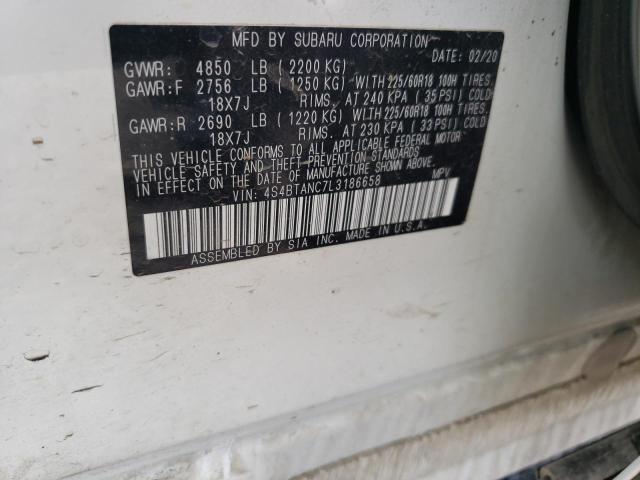 MFD BY SUBARU CORPORATION
DATE: 02/20
GVWR: 4850 LB (2200 KG)
GAWR:F 2756 LB (1250 KG) WITH 225/60R18 100H TIRES,
18X7J RIMS, AT 240 KPA (35 PSI) COLD
GAWR:R 2690 LB (1220 KG) WITH 225/60R18 100H TIRES,
18X7J RIMS, AT 230 KPA (33 PSI) COLD
THIS VEHICLE CONFORMS TO ALL APPLICABLE FEDERAL MOTOR
VEHICLE SAFETY STANDARDS IN EFFECT ON THE DATE OF
MANUFACTURE SHOWN ABOVE.
VIN: 4S4BTANC7L3186658 MPV
ASSEMBLED BY SIA INC. MADE IN U.S.A.